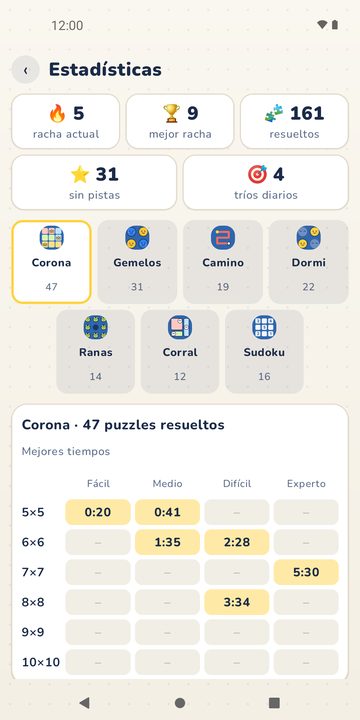 12:00
‹ Estadísticas
🔥 5 🏆 9 🧩 161
racha actual mejor racha resueltos
⭐ 31 🎯 4
sin pistas tríos diarios
Corona Gemelos Camino Dormi
47 31 19 22
Ranas Corral Sudoku
14 12 16
Corona · 47 puzzles resueltos
Mejores tiempos
Fácil Medio Difícil Experto
5×5 0:20 0:41 – –
6×6 – 1:35 2:28 –
7×7 – – – 5:30
8×8 – – 3:34 –
9×9 – – – –
10×10 – – – –